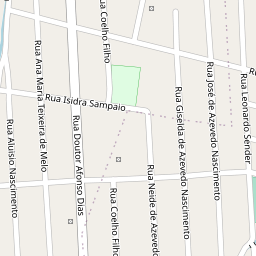 Rua Coelho Filho
Rua Isidra Sampaio
Rua Ana Maria Teixeira de Melo
Rua Doutor Afonso Dias
Rua Aluísio Nascimento
Rua Coelho Filho
Rua Neide de Azevedo
Rua Giselda de Azevedo Nascimento
Rua José de Azevedo Nascimento
Rua Leonardo Sender
Rua